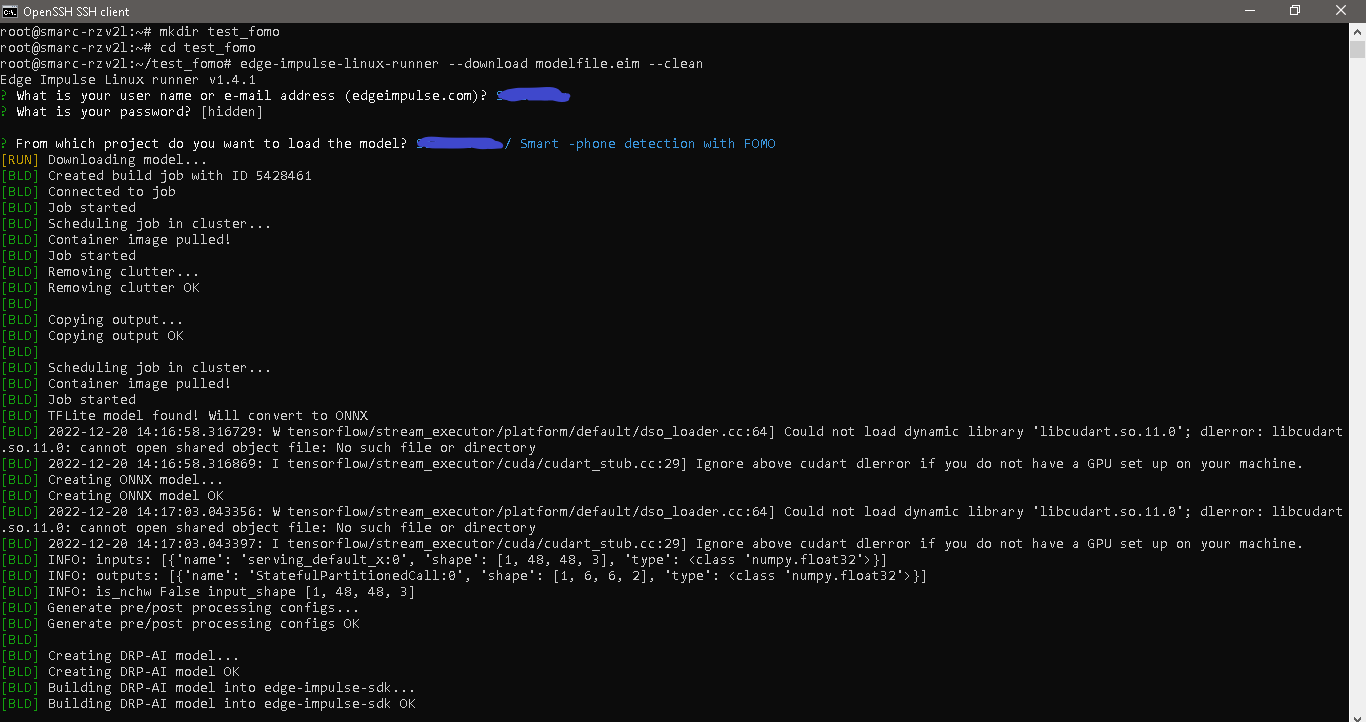 OpenSSH SSH client
root@smarc-rzv2l:~# mkdir test_fomo
root@smarc-rzv2l:~# cd test_fomo
root@smarc-rzv2l:~/test_fomo# edge-impulse-linux-runner --download modelfile.eim --clean
Edge Impulse Linux runner v1.4.1
? What is your user name or e-mail address (edgeimpulse.com)?
? What is your password? [hidden]
? From which project do you want to load the model? / Smart -phone detection with FOMO
[RUN] Downloading model...
[BLD] Created build job with ID 5428461
[BLD] Connected to job
[BLD] Job started
[BLD] Scheduling job in cluster...
[BLD] Container image pulled!
[BLD] Job started
[BLD] Removing clutter...
[BLD] Removing clutter OK
[BLD]
[BLD] Copying output...
[BLD] Copying output OK
[BLD]
[BLD] Scheduling job in cluster...
[BLD] Container image pulled!
[BLD] Job started
[BLD] TFLite model found! Will convert to ONNX
[BLD] 2022-12-20 14:16:58.316729: W tensorflow/stream_executor/platform/default/dso_loader.cc:64] Could not load dynamic library 'libcudart.so.11.0'; dlerror: libcudart
.so.11.0: cannot open shared object file: No such file or directory
[BLD] 2022-12-20 14:16:58.316869: I tensorflow/stream_executor/cuda/cudart_stub.cc:29] Ignore above cudart dlerror if you do not have a GPU set up on your machine.
[BLD] Creating ONNX model...
[BLD] Creating ONNX model OK
[BLD] 2022-12-20 14:17:03.043356: W tensorflow/stream_executor/platform/default/dso_loader.cc:64] Could not load dynamic library 'libcudart.so.11.0'; dlerror: libcudart
.so.11.0: cannot open shared object file: No such file or directory
[BLD] 2022-12-20 14:17:03.043397: I tensorflow/stream_executor/cuda/cudart_stub.cc:29] Ignore above cudart dlerror if you do not have a GPU set up on your machine.
[BLD] INFO: inputs: [{'name': 'serving_default_x:0', 'shape': [1, 48, 48, 3], 'type': <class 'numpy.float32'>}]
[BLD] INFO: outputs: [{'name': 'StatefulPartitionedCall:0', 'shape': [1, 6, 6, 2], 'type': <class 'numpy.float32'>}]
[BLD] INFO: is_nchw False input_shape [1, 48, 48, 3]
[BLD] Generate pre/post processing configs...
[BLD] Generate pre/post processing configs OK
[BLD]
[BLD] Creating DRP-AI model...
[BLD] Creating DRP-AI model OK
[BLD] Building DRP-AI model into edge-impulse-sdk...
[BLD] Building DRP-AI model into edge-impulse-sdk OK